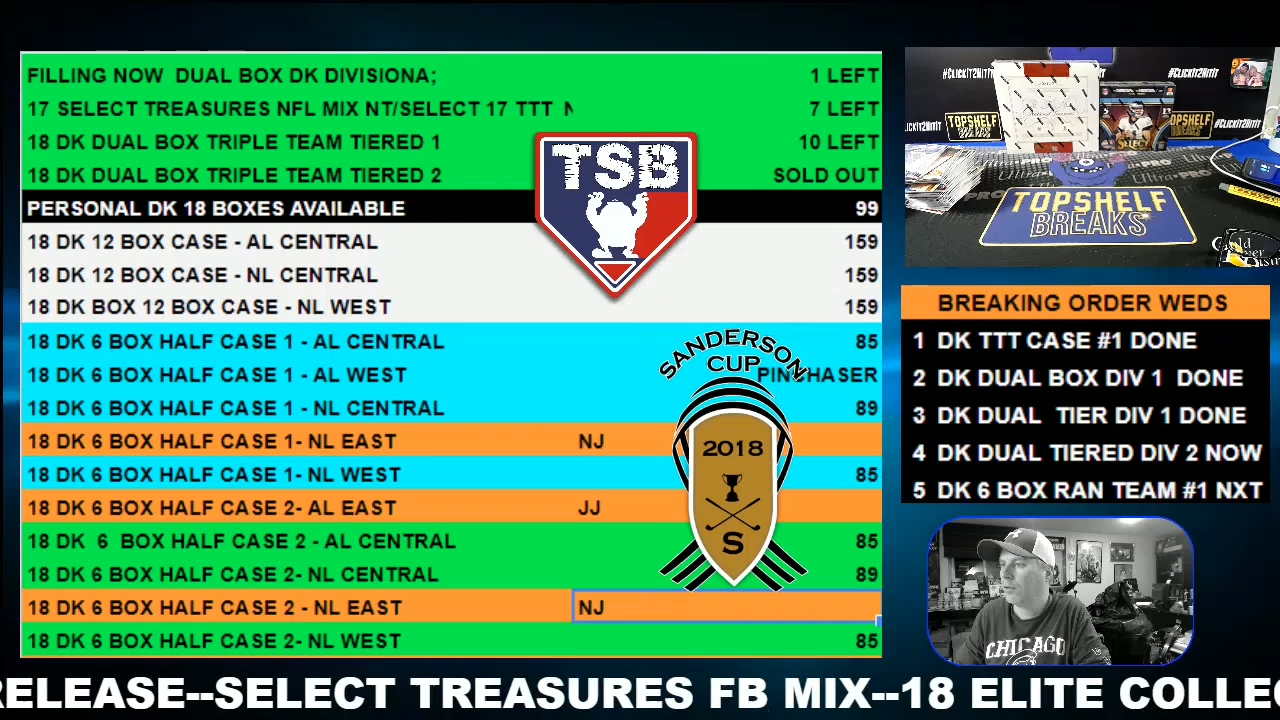 FILLING NOW DUAL BOX DK DIVISIONA; 1 LEFT
17 SELECT TREASURES NFL MIX NT/SELECT 17 TTT 7 LEFT
18 DK DUAL BOX TRIPLE TEAM TIERED 1 10 LEFT
18 DK DUAL BOX TRIPLE TEAM TIERED 2 SOLD OUT
PERSONAL DK 18 BOXES AVAILABLE 99
18 DK 12 BOX CASE - AL CENTRAL 159
18 DK 12 BOX CASE - NL CENTRAL 159
18 DK BOX 12 BOX CASE - NL WEST 159
18 DK 6 BOX HALF CASE 1 - AL CENTRAL 85
18 DK 6 BOX HALF CASE 1 - AL WEST
18 DK 6 BOX HALF CASE 1 - NL CENTRAL 89
18 DK 6 BOX HALF CASE 1- NL EAST NJ
18 DK 6 BOX HALF CASE 1- NL WEST 85
18 DK 6 BOX HALF CASE 2- AL EAST JJ
18 DK 6 BOX HALF CASE 2 - AL CENTRAL 85
18 DK 6 BOX HALF CASE 2- NL CENTRAL 89
18 DK 6 BOX HALF CASE 2 - NL EAST NJ
18 DK 6 BOX HALF CASE 2- NL WEST 85
TSB
SANDERSON
CUP
2018
S
#CLICKIT2HITIT
TOPSHELF
BREAKS
SELECT
TOPSHELF
BREAKS
BREAKING ORDER WEDS
1 DK TTT CASE #1 DONE
2 DK DUAL BOX DIV 1 DONE
3 DK DUAL TIER DIV 1 DONE
4 DK DUAL TIERED DIV 2 NOW
5 DK 6 BOX RAN TEAM #1 NXT
CHICAGO
RELEASE--SELECT TREASURES FB MIX--18 ELITE COLLEC